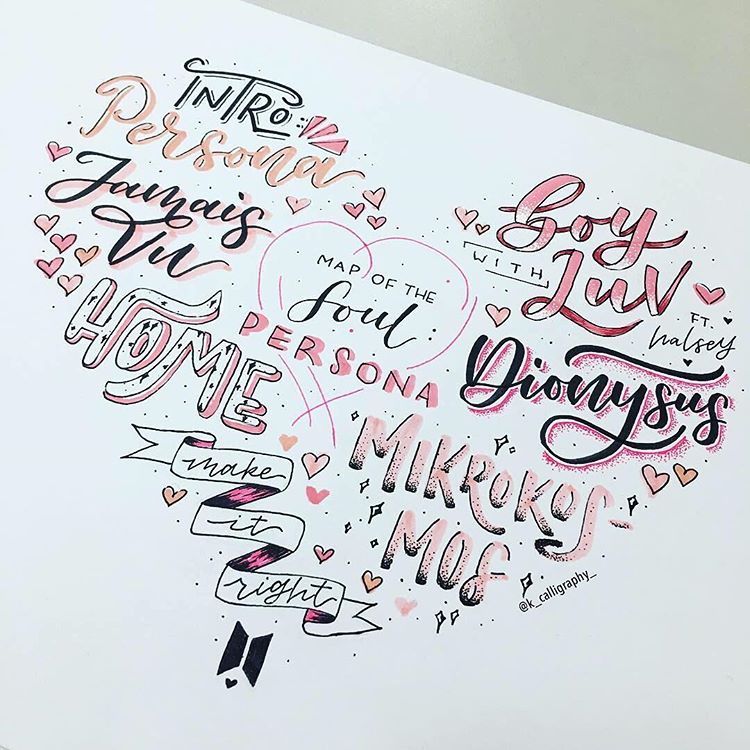 INTRO:
Persona
Jamais
Vu
HOME
make
it
right
MAP OF THE
Soul:
PERSONA
Boy
WITH
LUV
FT.
halsey
Dionysus
MIKROKOS-
MOS
@k_calligraphy_